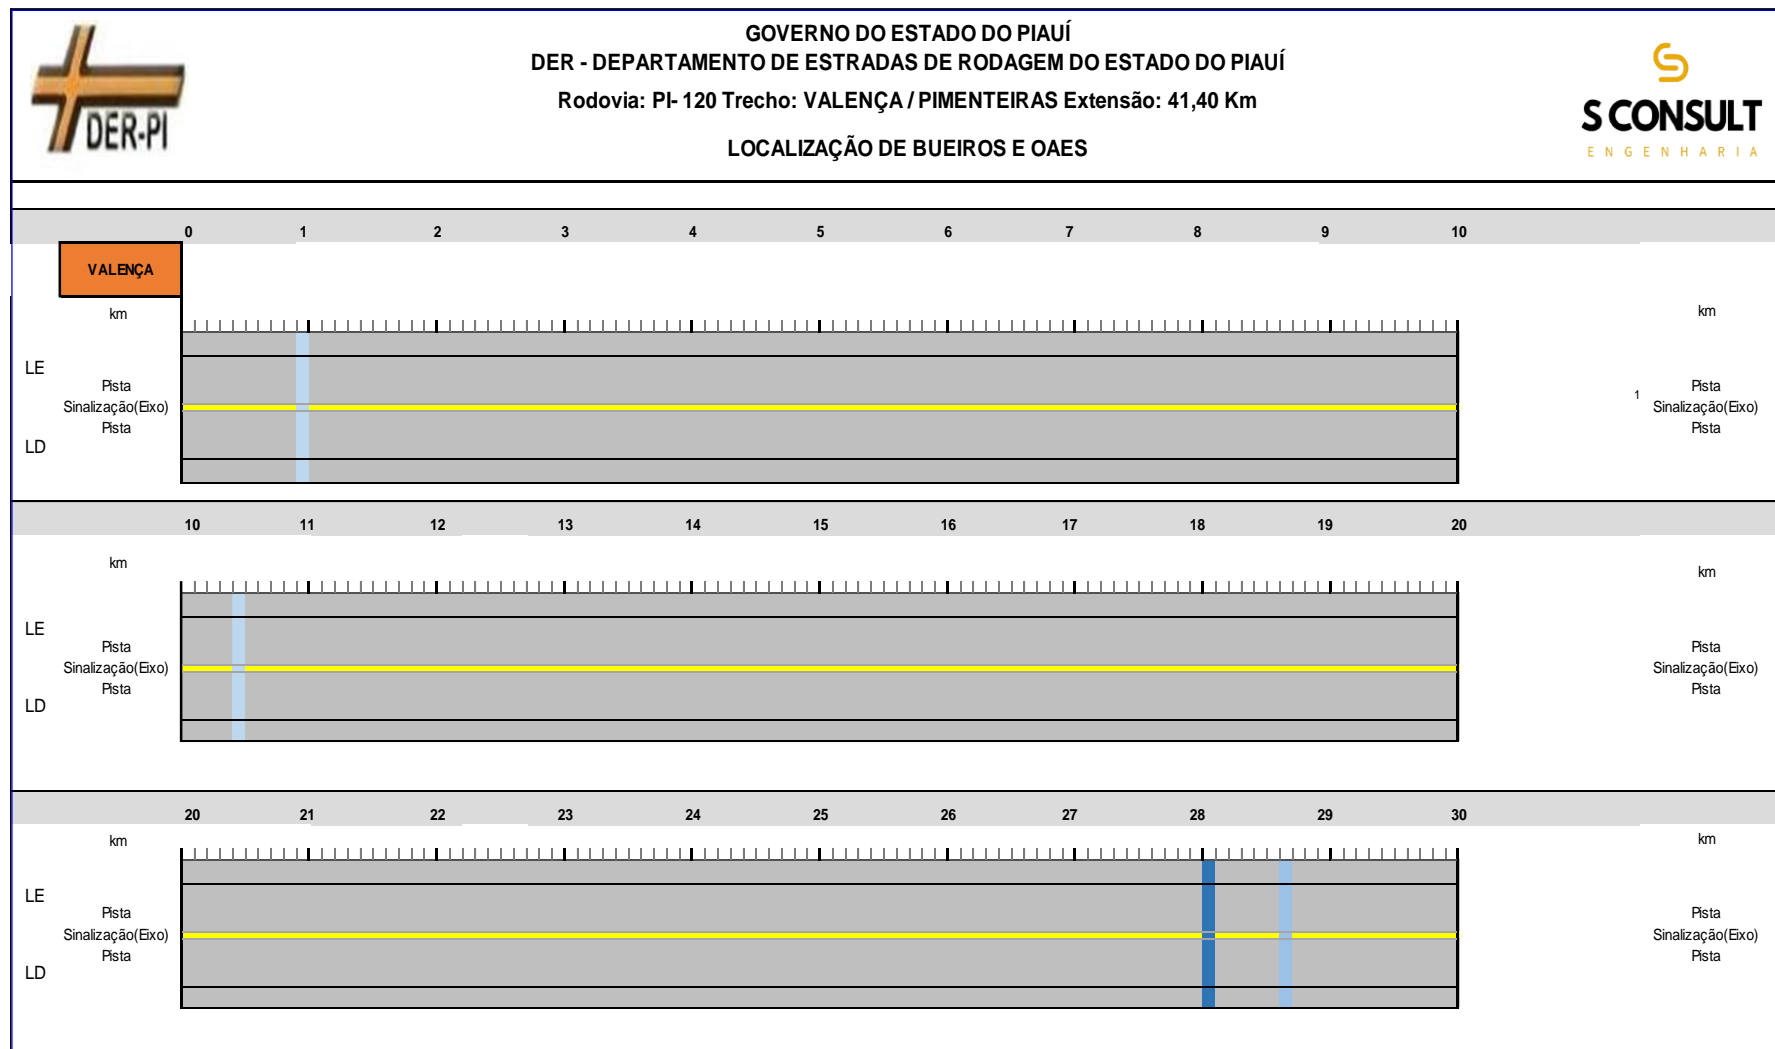 DER-PI
GOVERNO DO ESTADO DO PIAUÍ
DER - DEPARTAMENTO DE ESTRADAS DE RODAGEM DO ESTADO DO PIAUÍ
Rodovia: PI- 120 Trecho: VALENÇA / PIMENTEIRAS Extensão: 41,40 Km
LOCALIZAÇÃO DE BUEIROS E OAES
S CONSULT
ENGENHARIA
0 1 2 3 4 5 6 7 8 9 10
VALENÇA
km km
LE
Pista 1 Pista
Sinalização(Eixo) Sinalização(Eixo)
Pista Pista
LD
10 11 12 13 14 15 16 17 18 19 20
km km
LE
Pista Pista
Sinalização(Eixo) Sinalização(Eixo)
Pista Pista
LD
20 21 22 23 24 25 26 27 28 29 30
km km
LE
Pista Pista
Sinalização(Eixo) Sinalização(Eixo)
Pista Pista
LD